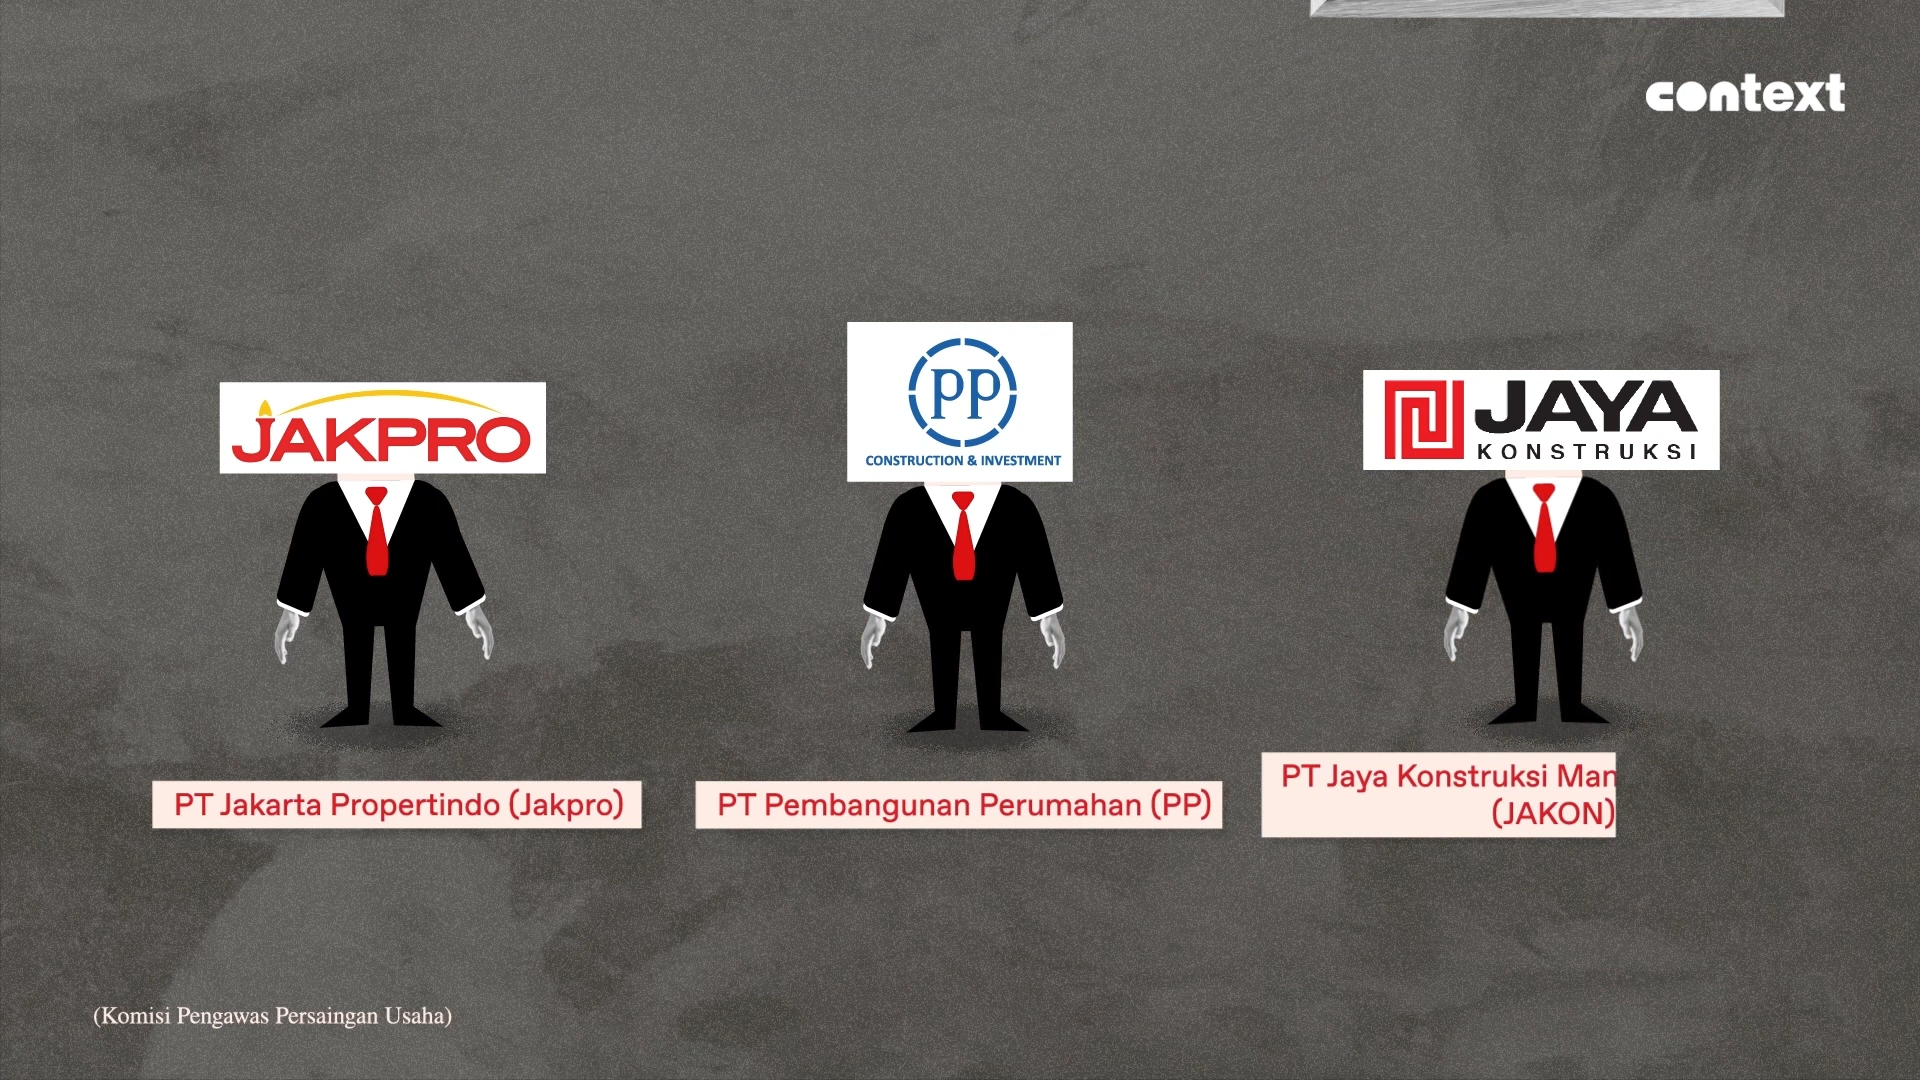 context
JAKPRO
pp
CONSTRUCTION & INVESTMENT
JAYA
KONSTRUKSI
PT Jakarta Propertindo (Jakpro)
PT Pembangunan Perumahan (PP)
PT Jaya Konstruksi Man
(JAKON)
(Komisi Pengawas Persaingan Usaha)